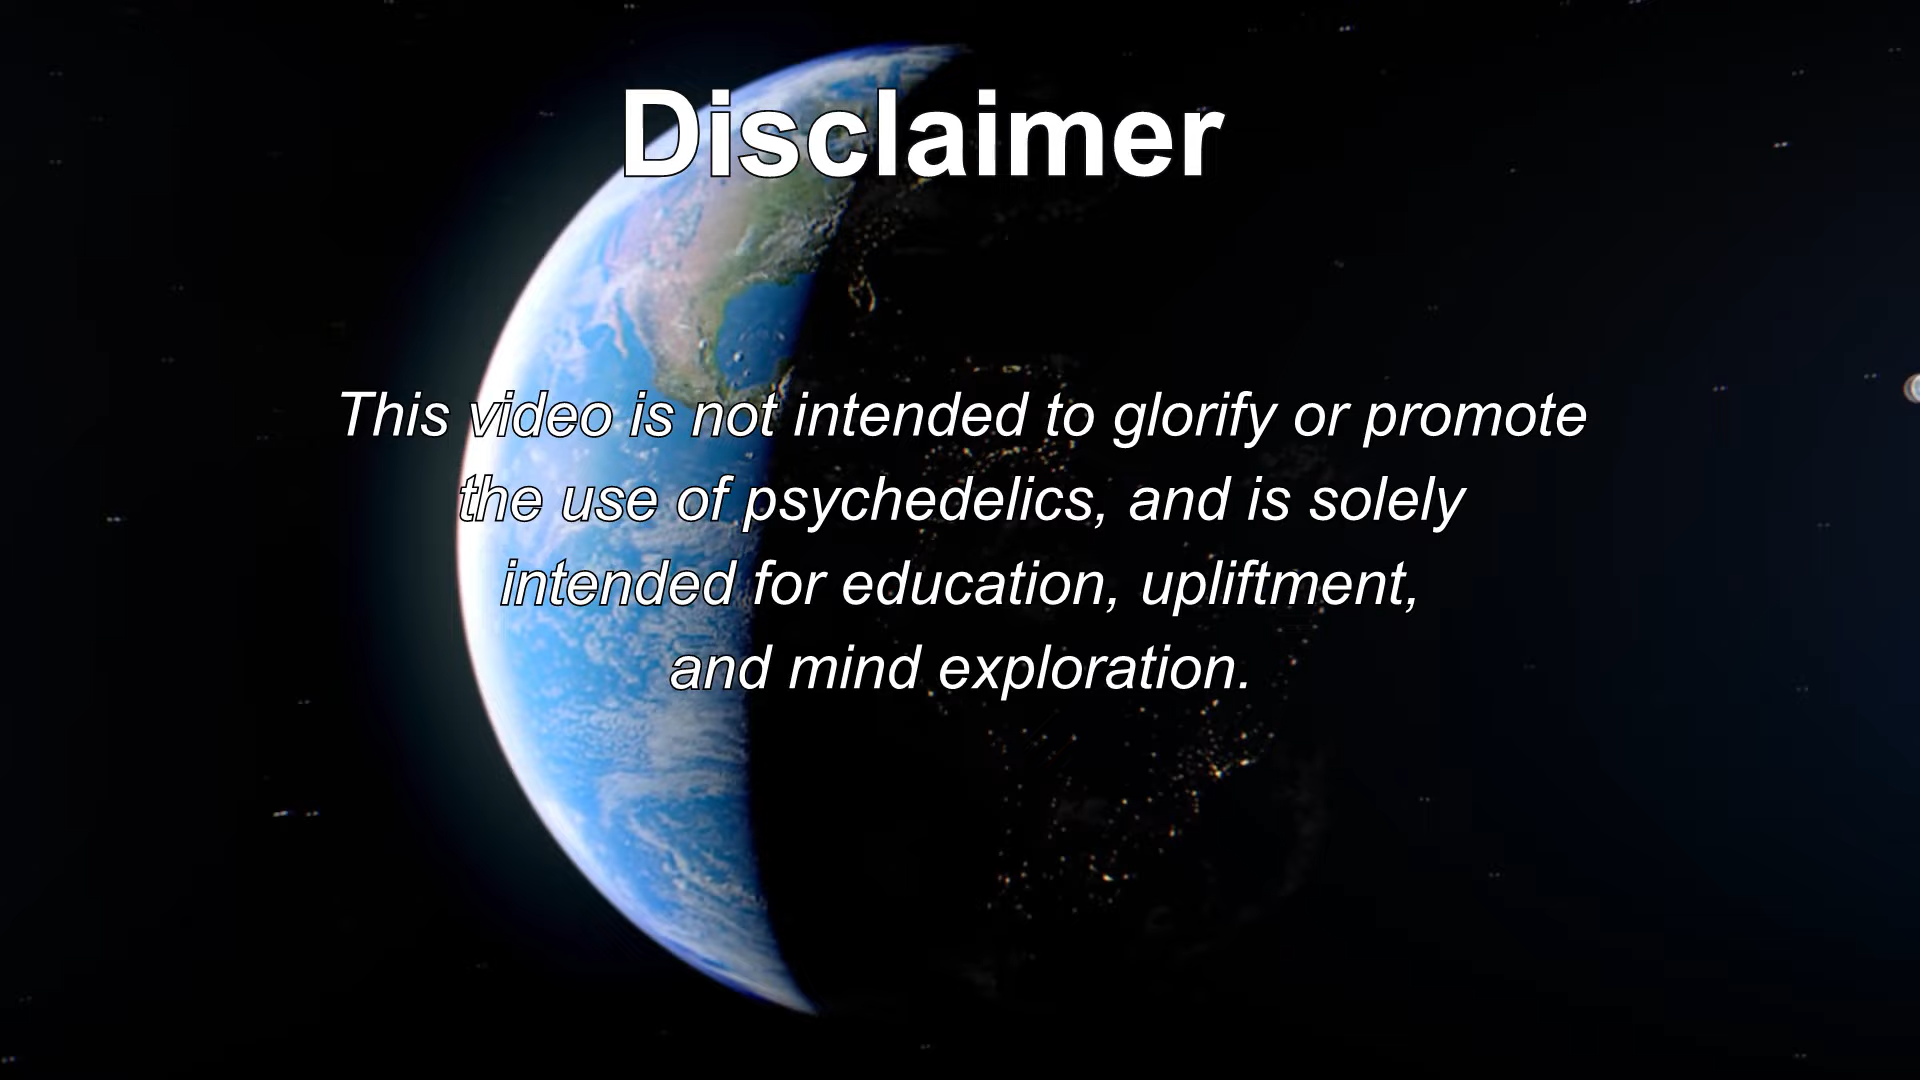 Disclaimer
This video is not intended to glorify or promote
the use of psychedelics, and is solely
intended for education, upliftment,
and mind exploration.